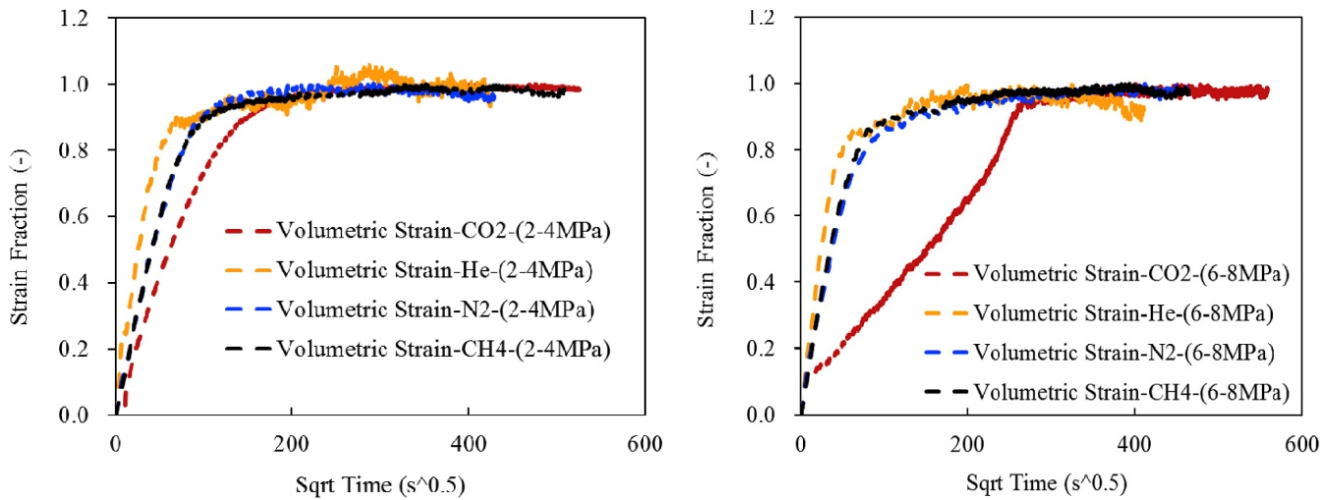 1.2
1.0
0.8
0.6
0.4
0.2
0.0
Strain Fraction (-)
Volumetric Strain-CO2-(2-4MPa)
Volumetric Strain-He-(2-4MPa)
Volumetric Strain-N2-(2-4MPa)
Volumetric Strain-CH4-(2-4MPa)
0 200 400 600
Sqrt Time (s^0.5)
1.2
1.0
0.8
0.6
0.4
0.2
0.0
Strain Fraction (-)
Volumetric Strain-CO2-(6-8MPa)
Volumetric Strain-He-(6-8MPa)
Volumetric Strain-N2-(6-8MPa)
Volumetric Strain-CH4-(6-8MPa)
0 200 400 600
Sqrt Time (s^0.5)